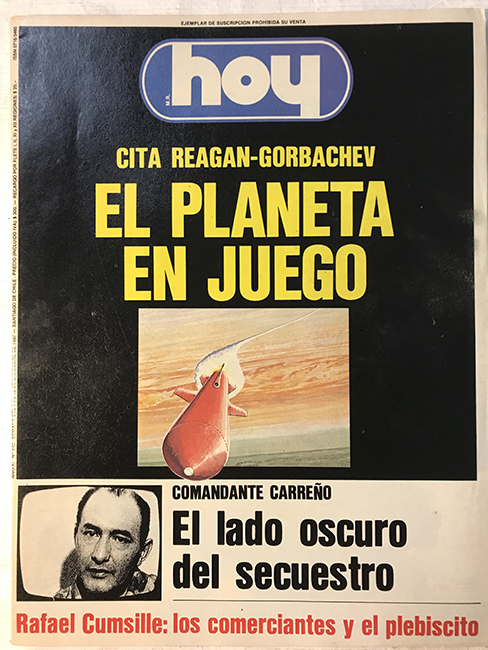 EJEMPLAR DE SUSCRIPCION PROHIBIDA SU VENTA
hoy
M.R.
CITA REAGAN-GORBACHEV
EL PLANETA
EN JUEGO
COMANDANTE CARREÑO
El lado oscuro
del secuestro
Rafael Cumsille: los comerciantes y el plebiscito